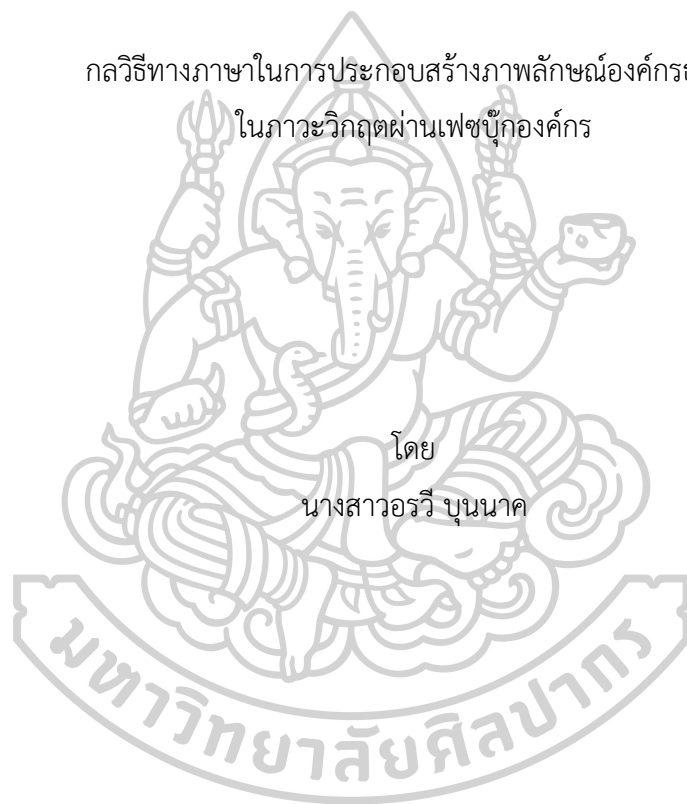 กลวิธีทางภาษาในการประกอบสร้างภาพลักษณ์องค์กร
ในภาวะวิกฤตผ่านเฟซบุ๊กองค์กร
โดย
นางสาวอรวี บุนนาค
มหาวิทยาลัยศิลปากร